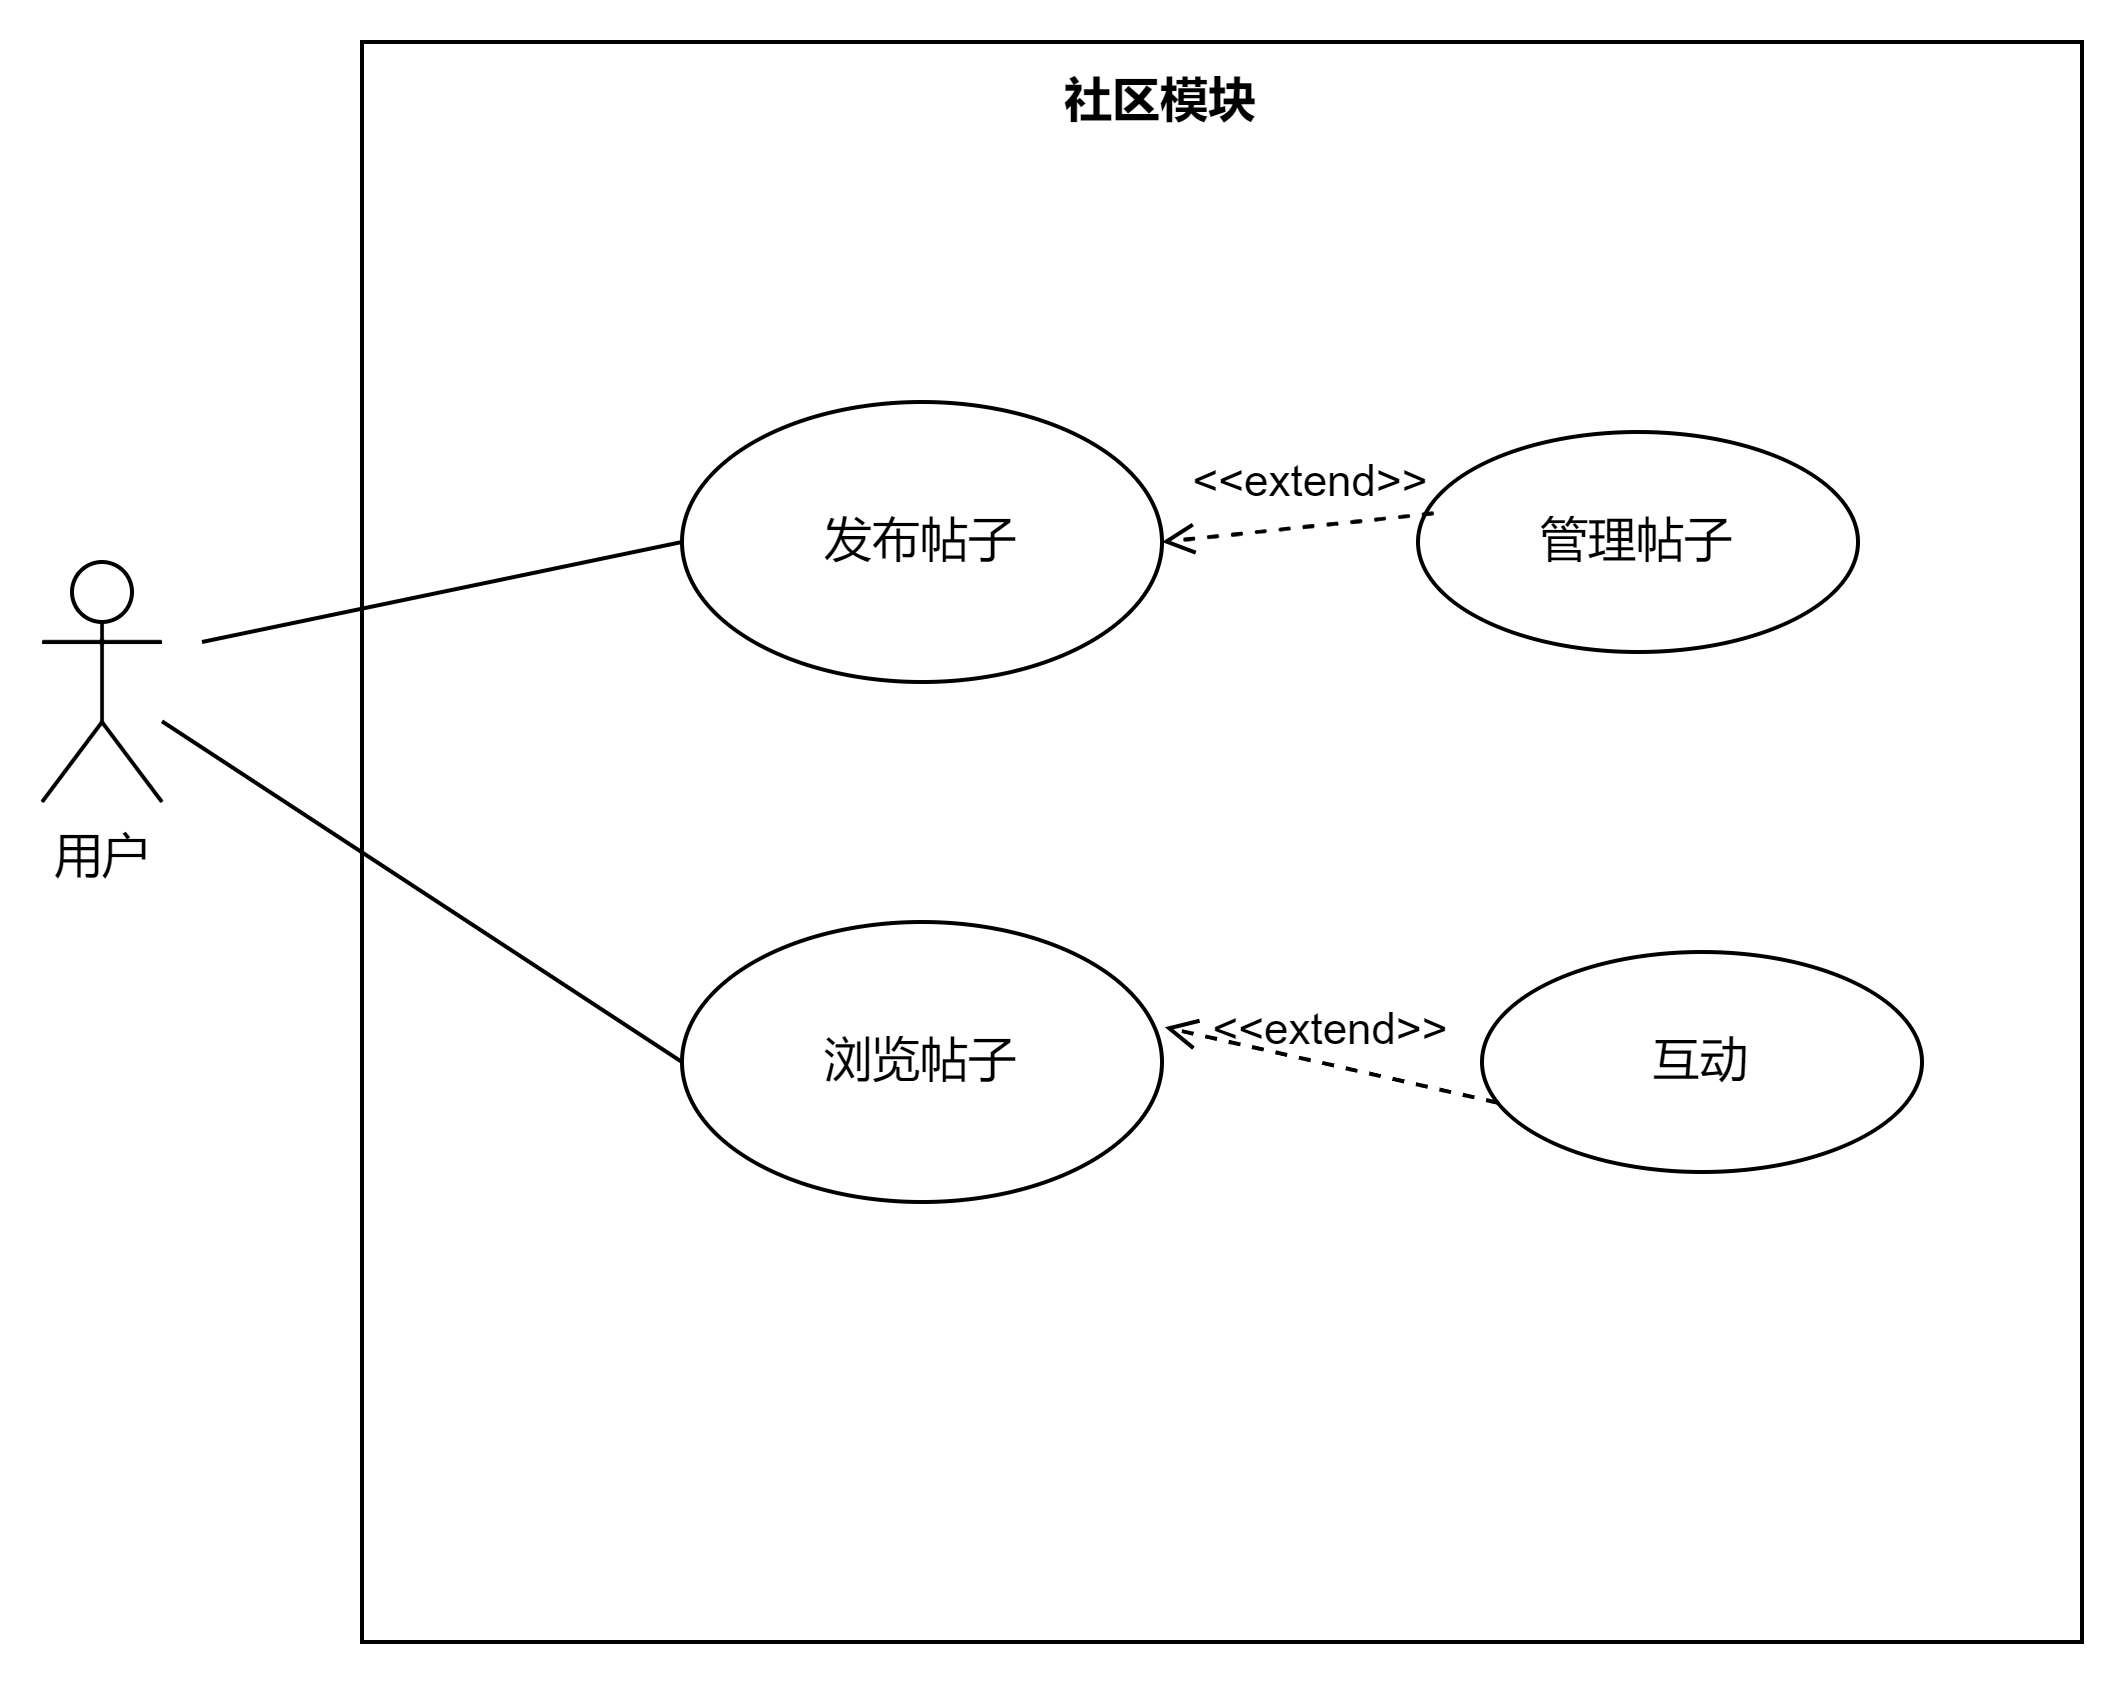 社区模块
发布帖子
<<extend>>
管理帖子
用户
浏览帖子
<<extend>>
互动